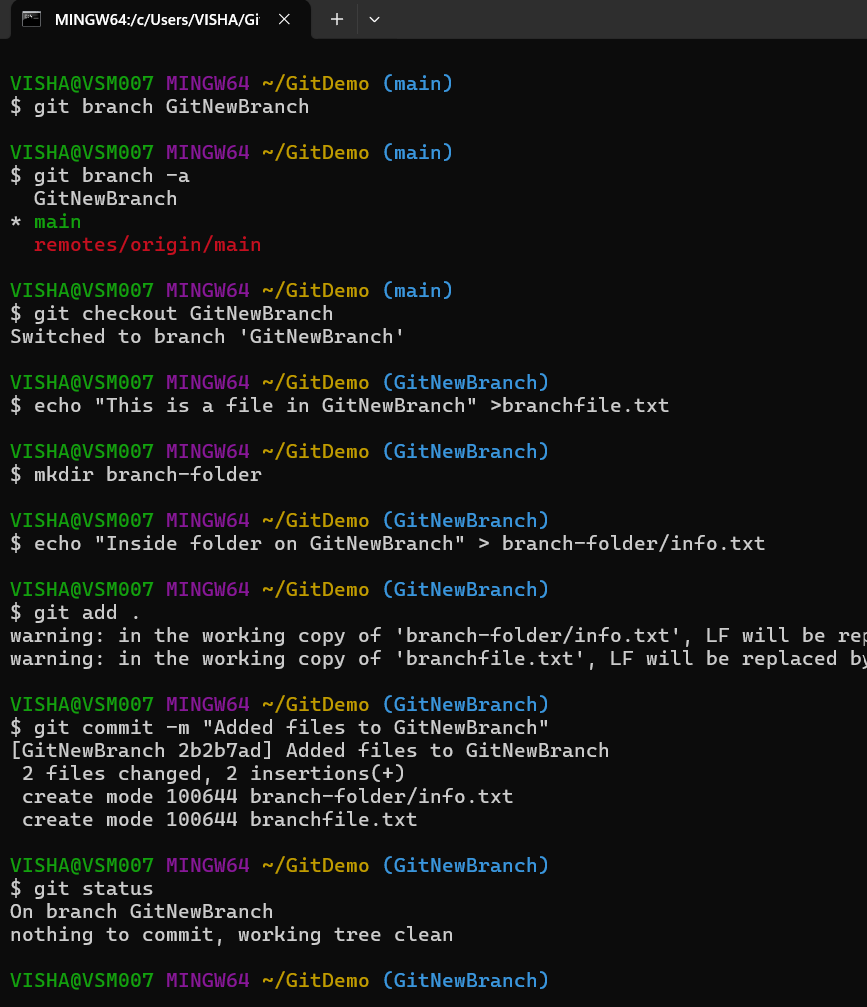 MINGW64:/c/Users/VISHA/Gi
VISHA@VSM007 MINGW64 ~/GitDemo (main)
$ git branch GitNewBranch
VISHA@VSM007 MINGW64 ~/GitDemo (main)
$ git branch -a
  GitNewBranch
* main
  remotes/origin/main
VISHA@VSM007 MINGW64 ~/GitDemo (main)
$ git checkout GitNewBranch
Switched to branch 'GitNewBranch'
VISHA@VSM007 MINGW64 ~/GitDemo (GitNewBranch)
$ echo "This is a file in GitNewBranch" >branchfile.txt
VISHA@VSM007 MINGW64 ~/GitDemo (GitNewBranch)
$ mkdir branch-folder
VISHA@VSM007 MINGW64 ~/GitDemo (GitNewBranch)
$ echo "Inside folder on GitNewBranch" > branch-folder/info.txt
VISHA@VSM007 MINGW64 ~/GitDemo (GitNewBranch)
$ git add .
warning: in the working copy of 'branch-folder/info.txt', LF will be rep
warning: in the working copy of 'branchfile.txt', LF will be replaced by
VISHA@VSM007 MINGW64 ~/GitDemo (GitNewBranch)
$ git commit -m "Added files to GitNewBranch"
[GitNewBranch 2b2b7ad] Added files to GitNewBranch
 2 files changed, 2 insertions(+)
 create mode 100644 branch-folder/info.txt
 create mode 100644 branchfile.txt
VISHA@VSM007 MINGW64 ~/GitDemo (GitNewBranch)
$ git status
On branch GitNewBranch
nothing to commit, working tree clean
VISHA@VSM007 MINGW64 ~/GitDemo (GitNewBranch)